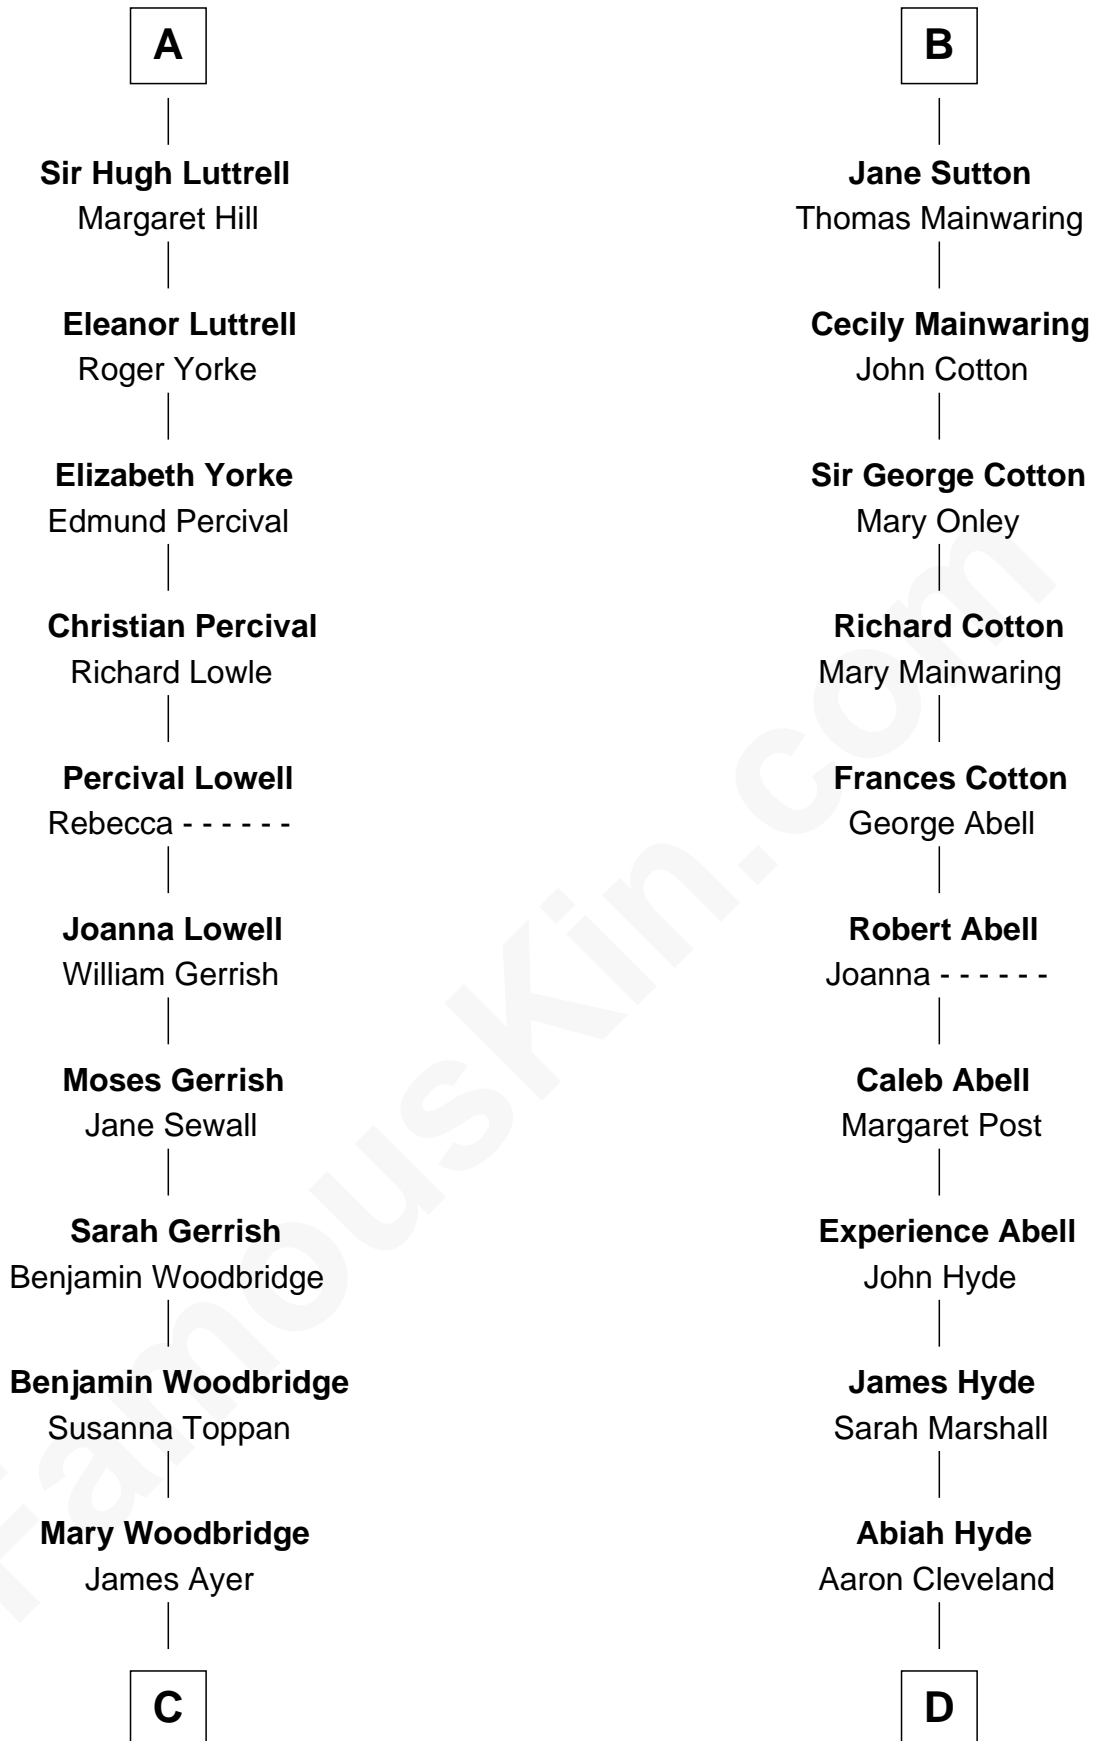 A
Sir Hugh Luttrell
Margaret Hill
Eleanor Luttrell
Roger Yorke
Elizabeth Yorke
Edmund Percival
Christian Percival
Richard Lowle
Percival Lowell
Rebecca - - - - - -
Joanna Lowell
William Gerrish
Moses Gerrish
Jane Sewall
Sarah Gerrish
Benjamin Woodbridge
Benjamin Woodbridge
Susanna Toppan
Mary Woodbridge
James Ayer
C
B
Jane Sutton
Thomas Mainwaring
Cecily Mainwaring
John Cotton
Sir George Cotton
Mary Onley
Richard Cotton
Mary Mainwaring
Frances Cotton
George Abell
Robert Abell
Joanna - - - - - -
Caleb Abell
Margaret Post
Experience Abell
John Hyde
James Hyde
Sarah Marshall
Abiah Hyde
Aaron Cleveland
D
FamousKin.com